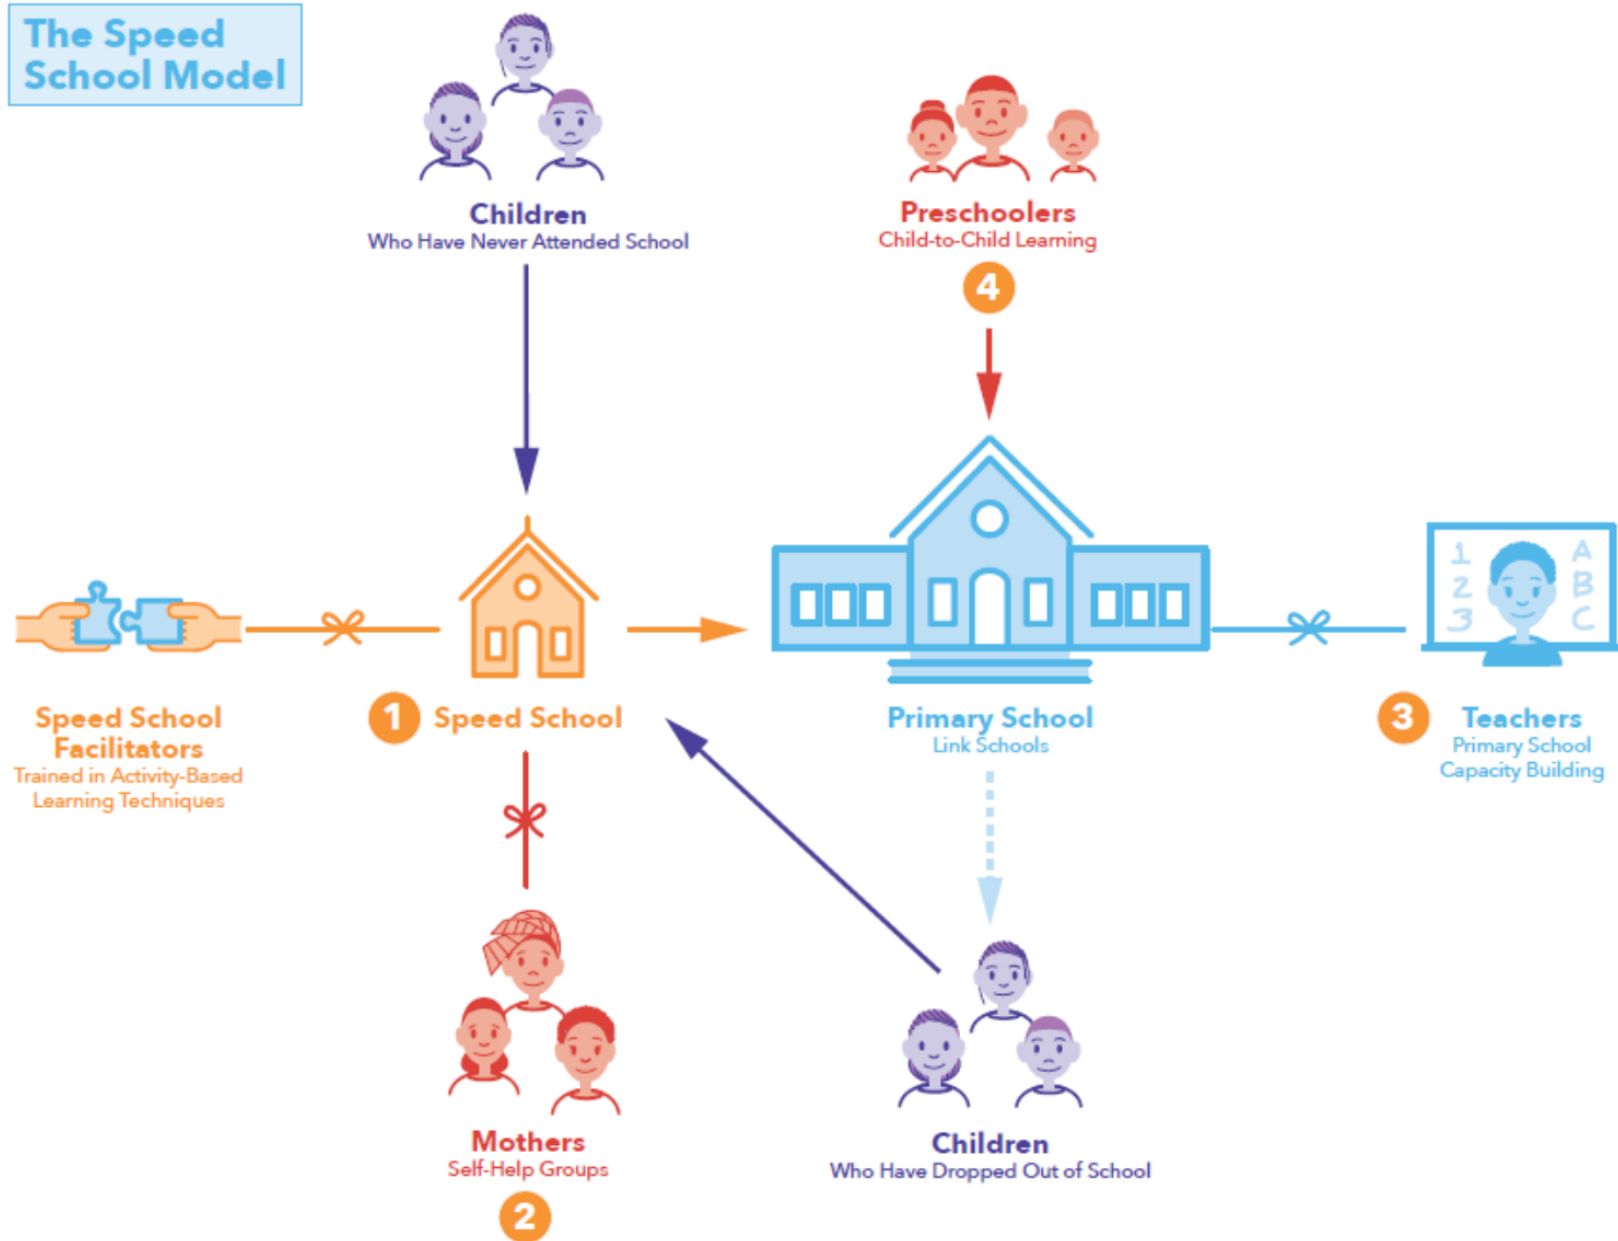 The Speed
School Model
Children
Who Have Never Attended School
Preschoolers
Child-to-Child Learning
4
1
2
3
A
B
C
Speed School
Facilitators
Trained in Activity-Based
Learning Techniques
1 Speed School
Primary School
Link Schools
3 Teachers
Primary School
Capacity Building
Mothers
Self-Help Groups
2
Children
Who Have Dropped Out of School